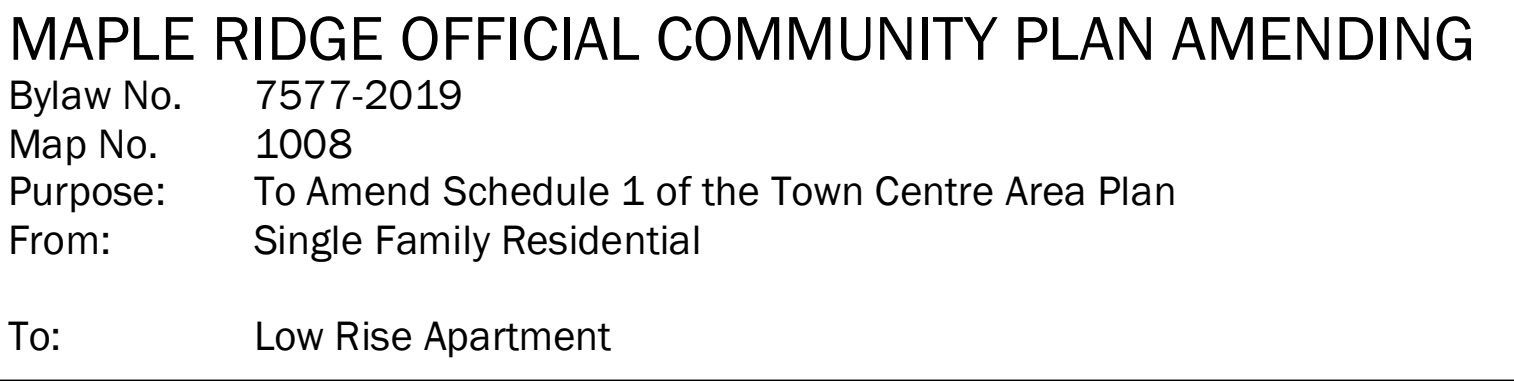 MAPLE RIDGE OFFICIAL COMMUNITY PLAN AMENDING
Bylaw No. 7577-2019
Map No. 1008
Purpose: To Amend Schedule 1 of the Town Centre Area Plan
From: Single Family Residential
To: Low Rise Apartment